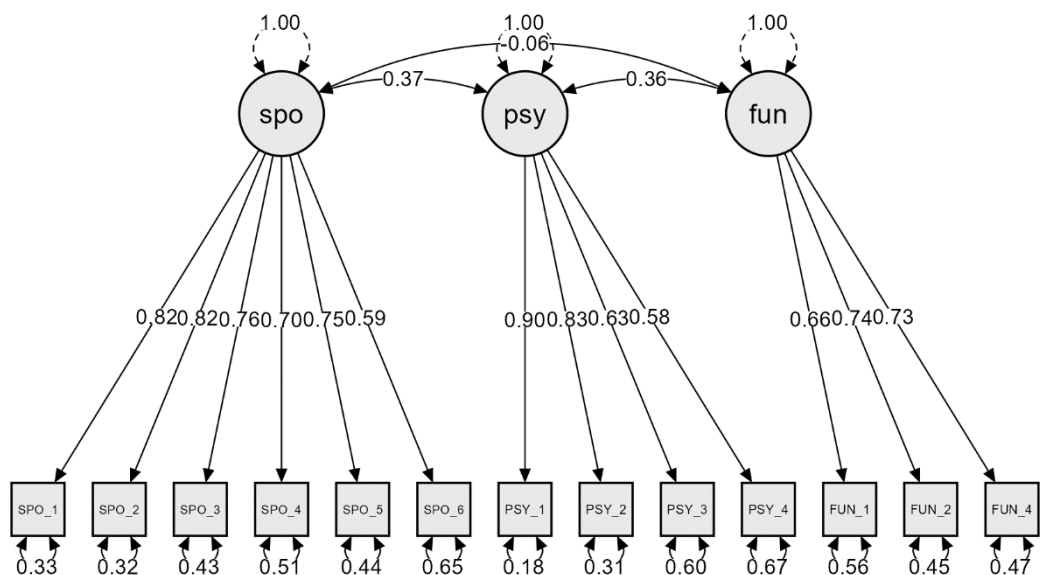 1.00 1.00 1.00
-0.06
0.37 0.36
spo psy fun
0.82 0.82 0.76 0.70 0.75 0.59 0.90 0.83 0.63 0.58 0.66 0.74 0.73
SPO_1 SPO_2 SPO_3 SPO_4 SPO_5 SPO_6 PSY_1 PSY_2 PSY_3 PSY_4 FUN_1 FUN_2 FUN_4
0.33 0.32 0.43 0.51 0.44 0.65 0.18 0.31 0.60 0.67 0.56 0.45 0.47